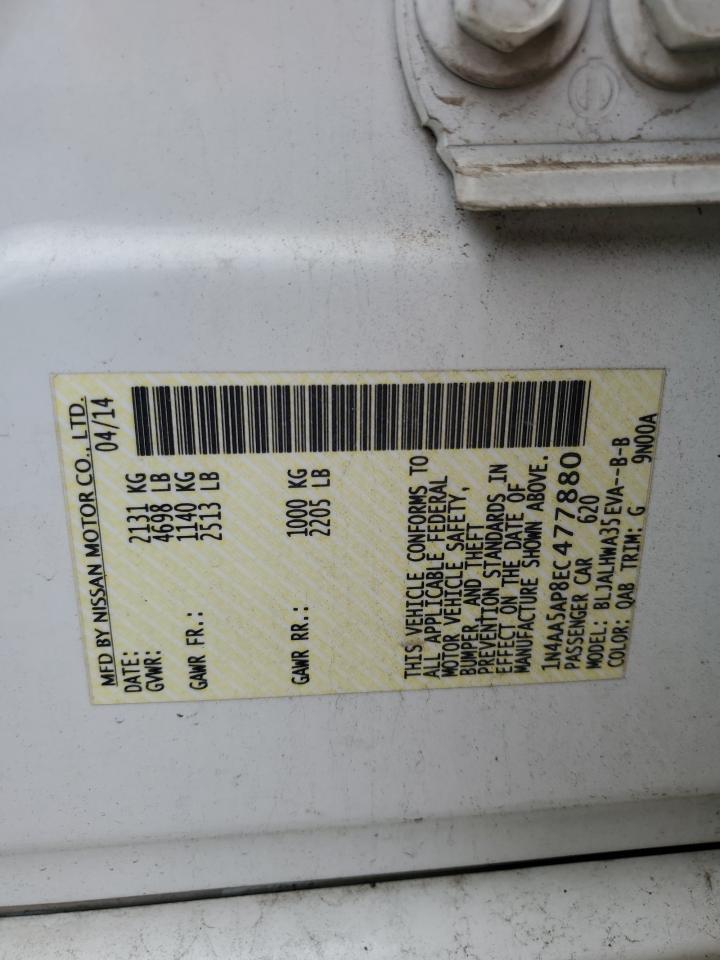 MFD BY NISSAN MOTOR CO., LTD.
DATE: 04/14
GVWR: 2131 KG
4698 LB
GAWR FR.: 1140 KG
2513 LB
GAWR RR.: 1000 KG
2205 LB
THIS VEHICLE CONFORMS TO
ALL APPLICABLE FEDERAL
MOTOR VEHICLE SAFETY,
BUMPER, AND THEFT
PREVENTION STANDARDS IN
EFFECT ON THE DATE OF
MANUFACTURE SHOWN ABOVE.
1N4AA5AP8EC477880
PASSENGER CAR 620
MODEL: BLJALHWA35EVA--B-B
COLOR: QAB TRIM: G 9N00A